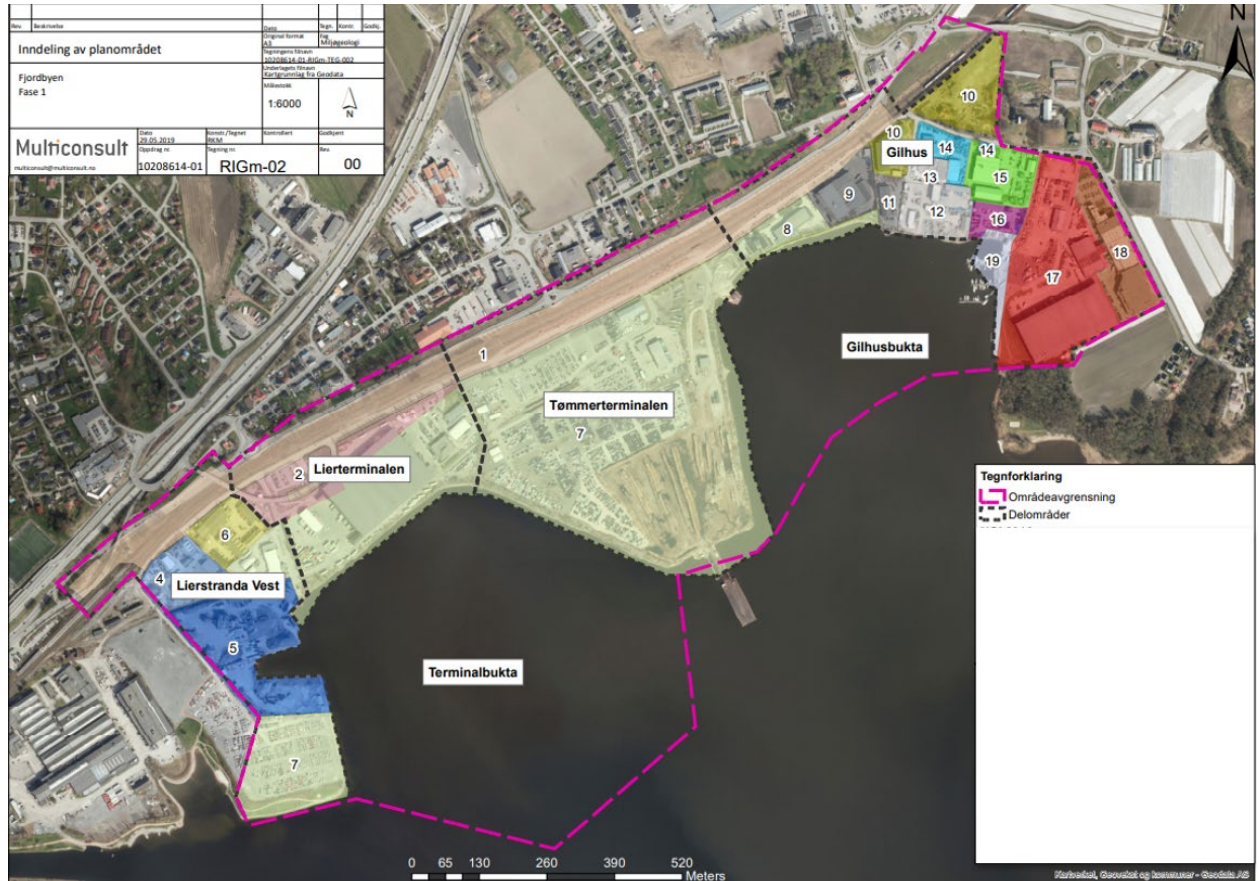 Rev. Beskrivelse Dato Tegn. Kontr. Godkj.
Inndeling av planområdet
Original format
A3
Fag
Miljøgeologi
Tegningens filnavn
10208614-01-RIGm-TEG-002
Underlagets filnavn
Kartgrunnlag fra Geodata
Fjordbyen
Fase 1
Målestokk
1:6000
N
Multiconsult
multiconsult@multiconsult.no
Dato
29.05.2019
Konstr./Tegnet
RKM
Kontrollert
Godkjent
Oppdrag nr.
10208614-01
Tegning nr.
RIGm-02
Rev.
00
N
10
10
Gilhus
14
14
13
15
9
11
12
16
8
18
19
17
1
Gilhusbukta
Tømmerterminalen
7
Lierterminalen
2
6
4
Lierstranda Vest
5
Terminalbukta
7
Tegnforklaring
Områdeavgrensning
Delområder
0 65 130 260 390 520
Meters
Kartverket, Geovekst og kommuner - Geodata AS